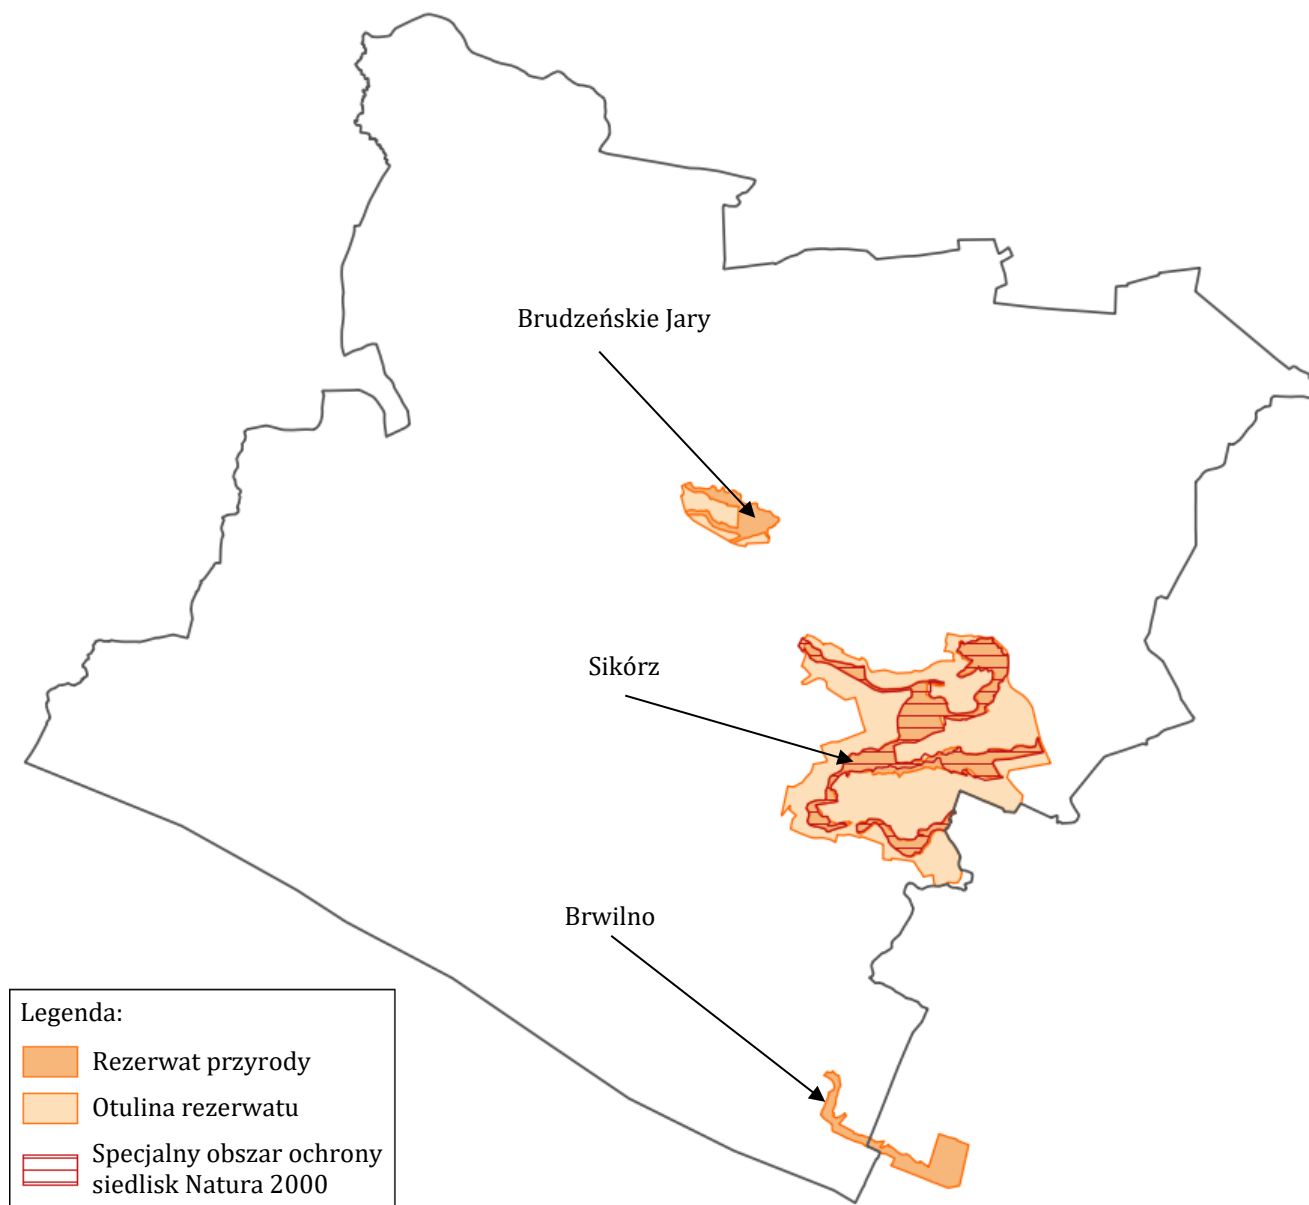 Brudzeńskie Jary
Sikórz
Brwilno
Legenda:
Rezerwat przyrody
Otulina rezerwatu
Specjalny obszar ochrony
siedlisk Natura 2000